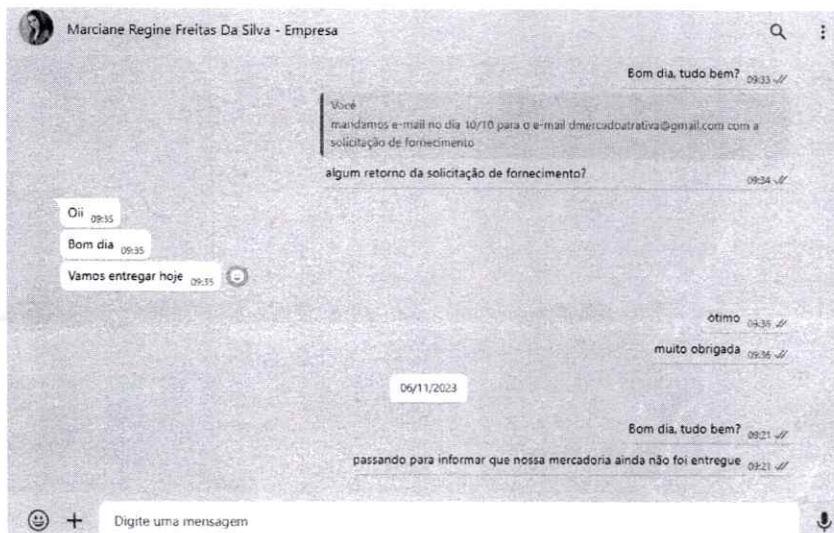 Marciane Regine Freitas Da Silva - Empresa
Bom dia, tudo bem? 09:33
Você
mandamos e-mail no dia 10/10 para o e-mail dmercadoatrativa@gmail.com com a
solicitação de fornecimento
algum retorno da solicitação de fornecimento? 09:34
Oii 09:35
Bom dia 09:35
Vamos entregar hoje 09:35
ótimo 09:36
muito obrigada 09:36
06/11/2023
Bom dia, tudo bem? 09:21
passando para informar que nossa mercadoria ainda não foi entregue 09:21
Digite uma mensagem